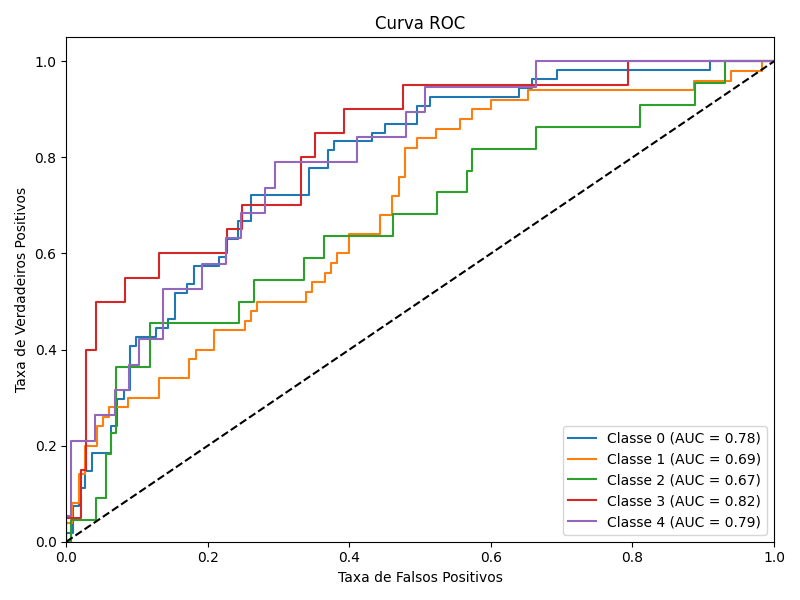 Curva ROC
Taxa de Verdadeiros Positivos
1.0
0.8
0.6
0.4
0.2
0.0
0.0 0.2 0.4 0.6 0.8 1.0
Taxa de Falsos Positivos
Classe 0 (AUC = 0.78)
Classe 1 (AUC = 0.69)
Classe 2 (AUC = 0.67)
Classe 3 (AUC = 0.82)
Classe 4 (AUC = 0.79)